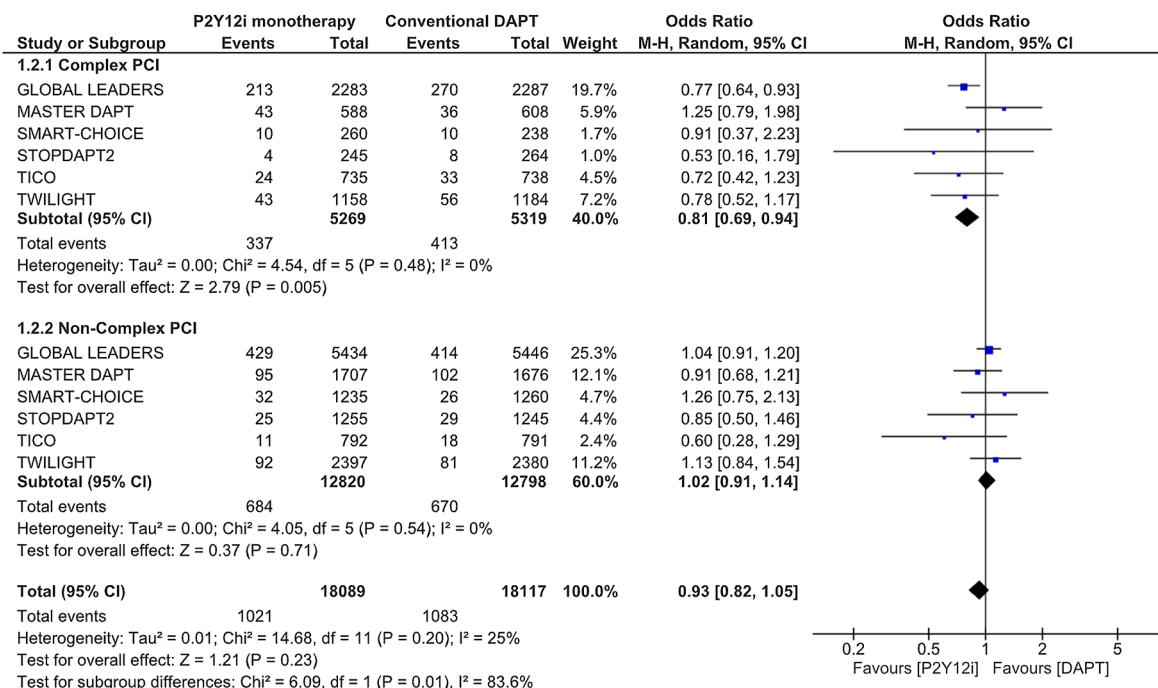 P2Y12i monotherapy Conventional DAPT Odds Ratio Odds Ratio
Study or Subgroup Events Total Events Total Weight M-H, Random, 95% CI M-H, Random, 95% CI
1.2.1 Complex PCI
GLOBAL LEADERS 213 2283 270 2287 19.7% 0.77 [0.64, 0.93]
MASTER DAPT 43 588 36 608 5.9% 1.25 [0.79, 1.98]
SMART-CHOICE 10 260 10 238 1.7% 0.91 [0.37, 2.23]
STOPDAPT2 4 245 8 264 1.0% 0.53 [0.16, 1.79]
TICO 24 735 33 738 4.5% 0.72 [0.42, 1.23]
TWILIGHT 43 1158 56 1184 7.2% 0.78 [0.52, 1.17]
Subtotal (95% CI) 5269 5319 40.0% 0.81 [0.69, 0.94]
Total events 337 413
Heterogeneity: Tau² = 0.00; Chi² = 4.54, df = 5 (P = 0.48); I² = 0%
Test for overall effect: Z = 2.79 (P = 0.005)
1.2.2 Non-Complex PCI
GLOBAL LEADERS 429 5434 414 5446 25.3% 1.04 [0.91, 1.20]
MASTER DAPT 95 1707 102 1676 12.1% 0.91 [0.68, 1.21]
SMART-CHOICE 32 1235 26 1260 4.7% 1.26 [0.75, 2.13]
STOPDAPT2 25 1255 29 1245 4.4% 0.85 [0.50, 1.46]
TICO 11 792 18 791 2.4% 0.60 [0.28, 1.29]
TWILIGHT 92 2397 81 2380 11.2% 1.13 [0.84, 1.54]
Subtotal (95% CI) 12820 12798 60.0% 1.02 [0.91, 1.14]
Total events 684 670
Heterogeneity: Tau² = 0.00; Chi² = 4.05, df = 5 (P = 0.54); I² = 0%
Test for overall effect: Z = 0.37 (P = 0.71)
Total (95% CI) 18089 18117 100.0% 0.93 [0.82, 1.05]
Total events 1021 1083
Heterogeneity: Tau² = 0.01; Chi² = 14.68, df = 11 (P = 0.20); I² = 25%
Test for overall effect: Z = 1.21 (P = 0.23)
Test for subgroup differences: Chi² = 6.09, df = 1 (P = 0.01), I² = 83.6%
0.2 0.5 1 2 5
Favours [P2Y12i] Favours [DAPT]